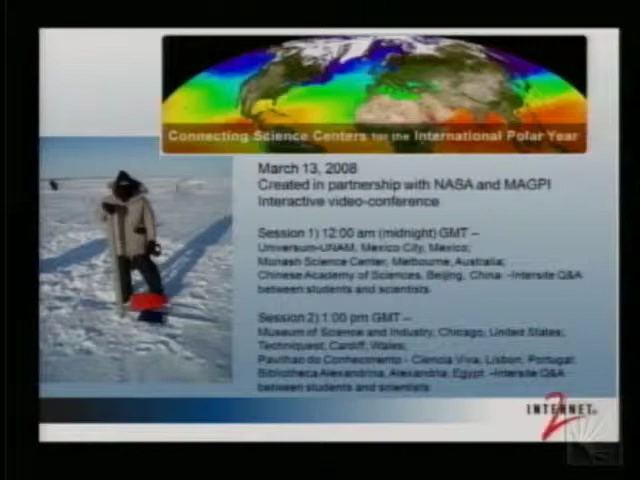 Connecting Science Centers for the International Polar Year
March 13, 2008
Created in partnership with NASA and MAGPI
Interactive video-conference
Session 1) 12:00 am (midnight) GMT –
Universum-UNAM, Mexico City, Mexico;
Monash Science Center, Melbourne, Australia;
Chinese Academy of Sciences, Beijing, China -Intersite Q&A
between students and scientists
Session 2) 1:00 pm GMT –
Museum of Science and Industry, Chicago, United States;
Techniquest, Cardiff, Wales;
Pavilhao do Conhecimento - Ciencia Viva, Lisbon, Portugal
Bibliotheca Alexandrina, Alexandria, Egypt -Intersite Q&A
between students and scientists
INTERNET
2